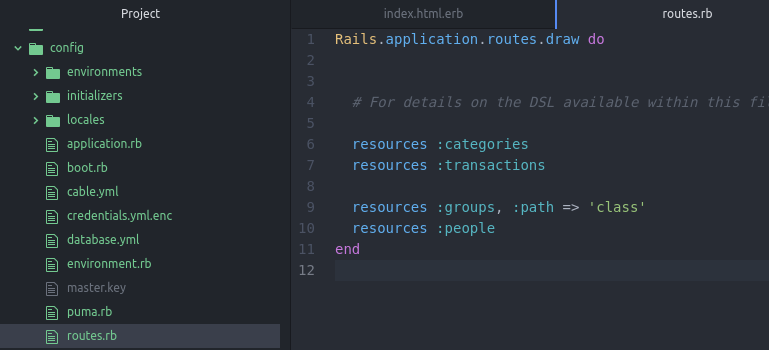 Project
config
environments
initializers
locales
application.rb
boot.rb
cable.yml
credentials.yml.enc
database.yml
environment.rb
master.key
puma.rb
routes.rb
index.html.erb
routes.rb
1 Rails.application.routes.draw do
2
3
4 # For details on the DSL available within this
5
6 resources :categories
7 resources :transactions
8
9 resources :groups, :path => 'class'
10 resources :people
11 end
12